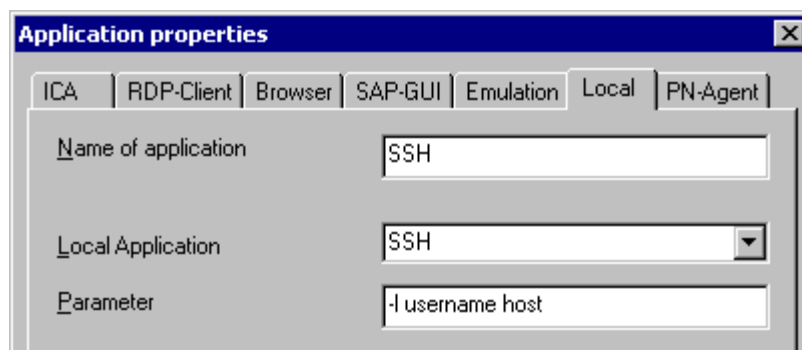 Application properties
ICA RDP-Client Browser SAP-GUI Emulation Local PN-Agent
Name of application SSH
Local Application SSH
Parameter -l username host